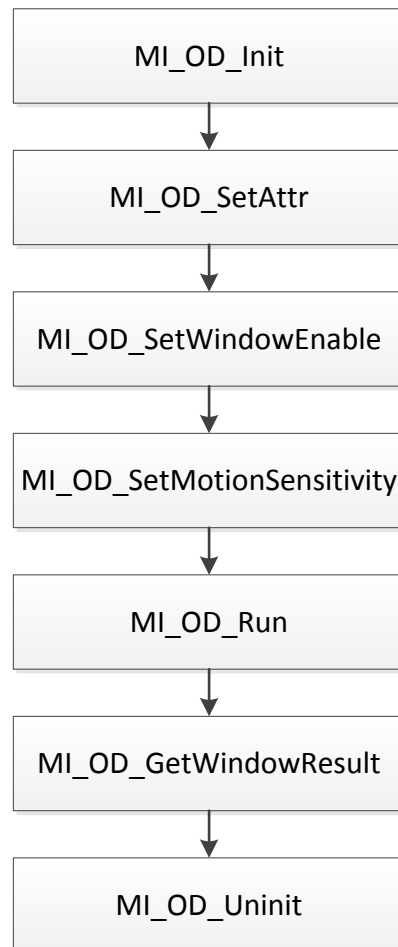 MI_OD_Init
MI_OD_SetAttr
MI_OD_SetWindowEnable
MI_OD_SetMotionSensitivity
MI_OD_Run
MI_OD_GetWindowResult
MI_OD_Uninit